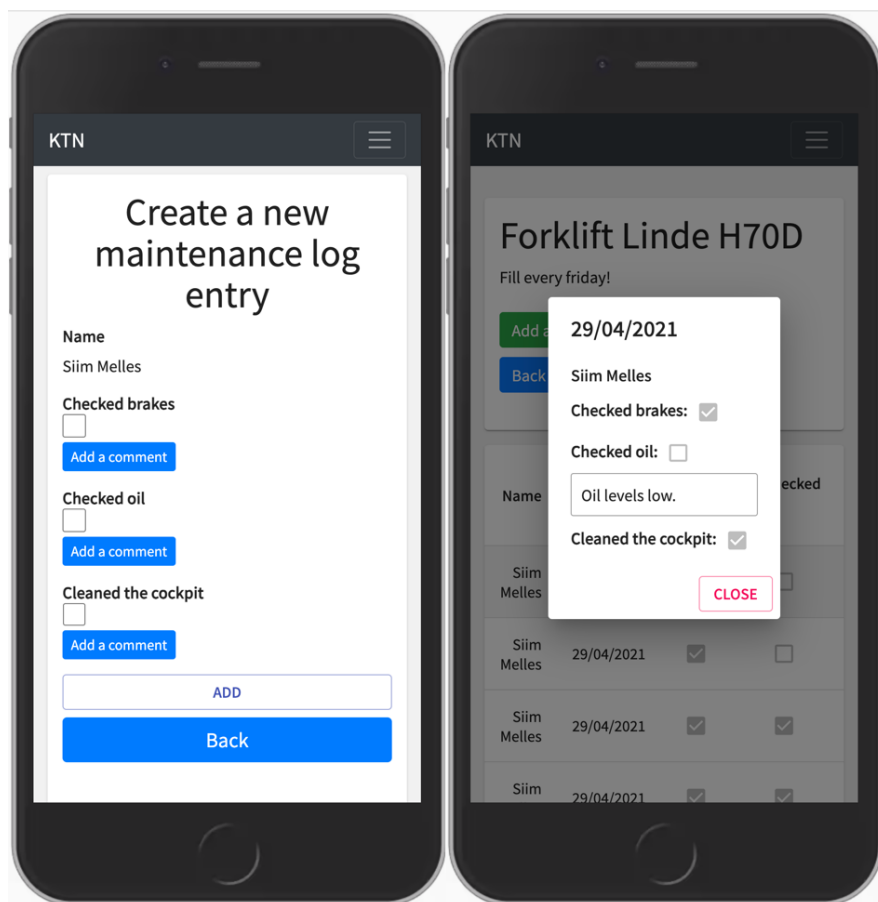 KTN
Create a new
maintenance log
entry
Name
Siim Melles
Checked brakes
Add a comment
Checked oil
Add a comment
Cleaned the cockpit
Add a comment
ADD
Back
KTN
Forklift Linde H70D
Fill every friday!
Add a
Back
29/04/2021
Siim Melles
Checked brakes:
Checked oil:
Oil levels low.
Cleaned the cockpit:
CLOSE
Name
ecked
Siim
Melles
Siim
Melles
29/04/2021
Siim
Melles
29/04/2021
Siim
29/04/2021